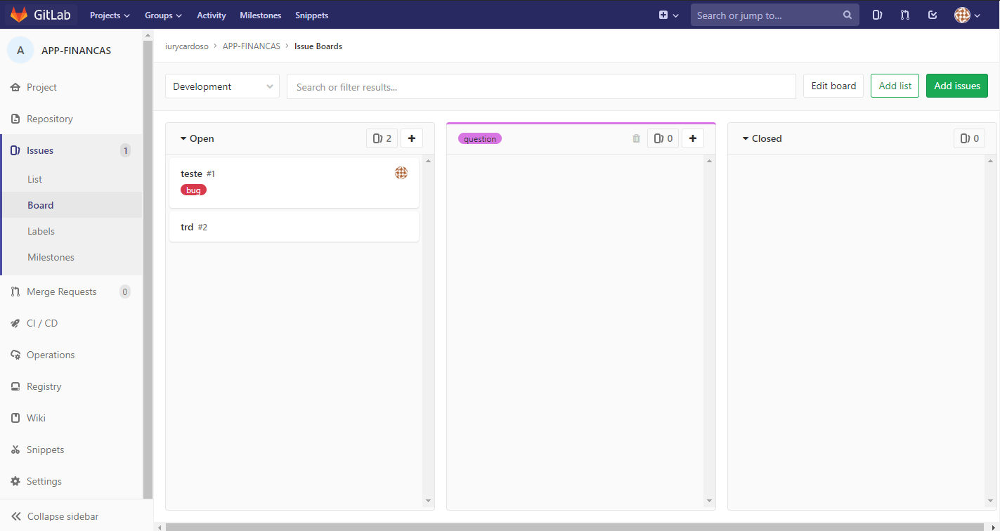 GitLab Projects Groups Activity Milestones Snippets Search or jump to...
A APP-FINANCAS
Project
Repository
Issues 1
List
Board
Labels
Milestones
Merge Requests 0
CI / CD
Operations
Registry
Wiki
Snippets
Settings
Collapse sidebar
iurycardoso › APP-FINANCAS › Issue Boards
Development Search or filter results... Edit board Add list Add issues
Open 2
teste #1
bug
trd #2
question 0
Closed 0